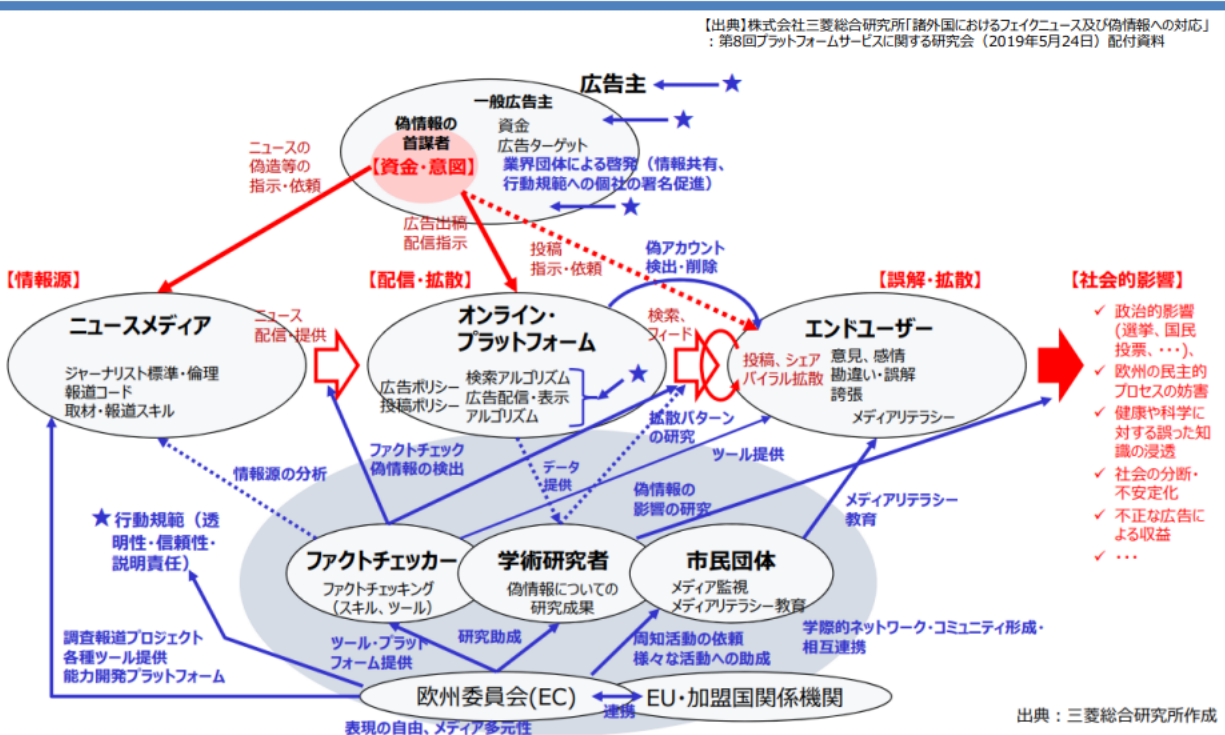 【出典】株式会社三菱総合研究所「諸外国におけるフェイクニュース及び偽情報への対応」
：第8回プラットフォームサービスに関する研究会（2019年5月24日）配付資料
広告主
★
一般広告主
偽情報の
首謀者
【資金・意図】
資金
広告ターゲット
★
業界団体による啓発（情報共有、
行動規範への個社の署名促進）
★
ニュースの
偽造等の
指示・依頼
広告出稿
配信指示
投稿
指示・依頼
偽アカウント
検出・削除
【情報源】
【配信・拡散】
【誤解・拡散】
【社会的影響】
ニュースメディア
ジャーナリスト標準・倫理
報道コード
取材・報道スキル
ニュース
配信・提供
オンライン・
プラットフォーム
広告ポリシー
投稿ポリシー
検索アルゴリズム
広告配信・表示
アルゴリズム
★
検索、
フィード
エンドユーザー
投稿、シェア
バイラル拡散
意見、感情
勘違い・誤解
誇張
メディアリテラシー
✓ 政治的影響
(選挙、国民
投票、・・・)、
✓ 欧州の民主的
プロセスの妨害
✓ 健康や科学に
対する誤った知
識の浸透
✓ 社会の分断・
不安定化
✓ 不正な広告に
よる収益
✓ ・・・
情報源の分析
ファクトチェック
偽情報の検出
データ
提供
拡散パターン
の研究
ツール提供
偽情報の
影響の研究
メディアリテラシー
教育
★ 行動規範（透
明性・信頼性・
説明責任）
ファクトチェッカー
ファクトチェッキング
（スキル、ツール）
学術研究者
偽情報についての
研究成果
市民団体
メディア監視
メディアリテラシー教育
調査報道プロジェクト
各種ツール提供
能力開発プラットフォーム
ツール・プラット
フォーム提供
研究助成
周知活動の依頼
様々な活動への助成
学際的ネットワーク・コミュニティ形成・
相互連携
欧州委員会(EC)
連携
EU・加盟国関係機関
表現の自由、メディア多元性
出典：三菱総合研究所作成